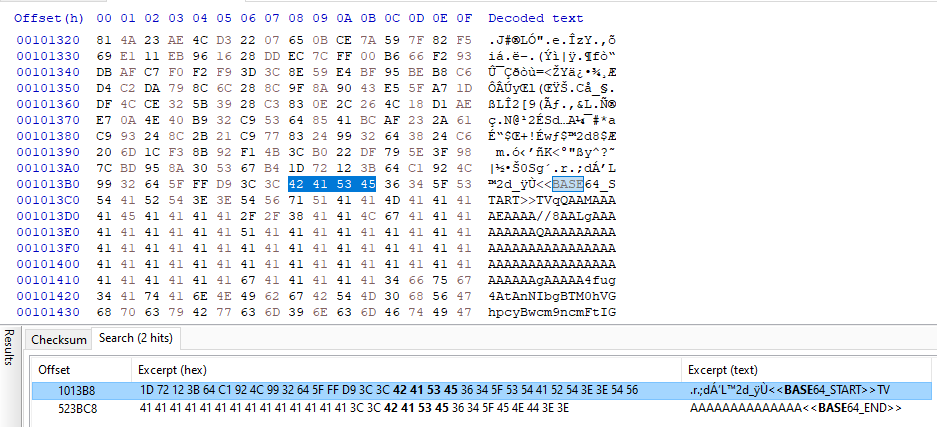 Offset(h) 00 01 02 03 04 05 06 07 08 09 0A 0B 0C 0D 0E 0F Decoded text
00101320 81 4A 23 AE 4C D3 22 07 65 0B CE 7A 59 7F 82 F5 .J#®LÓ".e.ÎzY.‚õ
00101330 69 E1 11 EB 96 16 28 DD EC 7C FF 00 B6 66 F2 93
00101340 DB AF C7 F0 F2 F9 3D 3C 8E 59 E4 BF 95 BE B8 C6 Û¯Çðòù=<ŽYä¿•¾¸Æ
00101350 D4 C2 DA 79 8C 6C 28 8C 9F 8A 90 43 E5 5F A7 1D ÔÂÚyŒl(ŒŸŠ.Cå_§.
00101360 DF 4C CE 32 5B 39 28 C3 83 0E 2C 26 4C 18 D1 AE ßLÎ2[9(Ãƒ.,&L.Ñ®
00101370 E7 0A 4E 40 B9 32 C9 53 64 85 41 BC AF 23 2A 61 ç.N@¹2ÉSd…A¼¯#*a
00101380 C9 93 24 8C 2B 21 C9 77 83 24 99 32 64 38 24 C6 É“$Œ+!Éwƒ$™2d8$Æ
00101390 20 6D 1C F3 8B 92 F1 4B 3C B0 02 22 DF 79 5E 3F 98
001013A0 7C BD 95 8A 30 53 67 B4 1D 72 12 3B 64 C1 92 4C |½•Š0Sg´.r.;dÁ’L
001013B0 99 32 64 5F FF D9 3C 3C 42 41 53 45 36 34 5F 53 ™2d_ÿÙ<<BASE64_S
001013C0 54 41 52 54 3E 3E 54 56 71 51 41 41 4D 41 41 41 TART>>TVqQAAMAAA
001013D0 41 45 41 41 41 41 2F 2F 38 41 41 4C 67 41 41 41 AEAAAA//8AALgAAA
001013E0 41 41 41 41 41 41 51 41 41 41 41 41 41 41 41 41 AAAAAAQAAAAAAAAA
001013F0 41 41 41 41 41 41 41 41 41 41 41 41 41 41 41 41 AAAAAAAAAAAAAAAA
00101400 41 41 41 41 41 41 41 41 41 41 41 41 41 41 41 41 AAAAAAAAAAAAAAAA
00101410 41 41 41 41 41 41 67 41 41 41 41 41 34 66 75 67 AAAAAAgAAAAA4fug
00101420 34 41 74 41 6E 4E 49 62 67 42 54 4D 30 68 56 47 4AtAnNIbgBTM0hVG
00101430 68 70 63 79 42 77 63 6D 39 6E 63 6D 46 74 49 47 hpcyBwcm9ncmFtIG
Results
Checksum Search (2 hits)
Offset Excerpt (hex) Excerpt (text)
1013B8 1D 72 12 3B 64 C1 92 4C 99 32 64 5F FF D9 3C 3C 42 41 53 45 36 34 5F 53 54 41 52 54 3E 3E 54 56 .r.;dÁ’L™2d_ÿÙ<<BASE64_START>>TV
523BC8 41 41 41 41 41 41 41 41 41 41 41 41 41 41 3C 3C 42 41 53 45 36 34 5F 45 4E 44 3E 3E AAAAAAAAAAAAAA<<BASE64_END>>